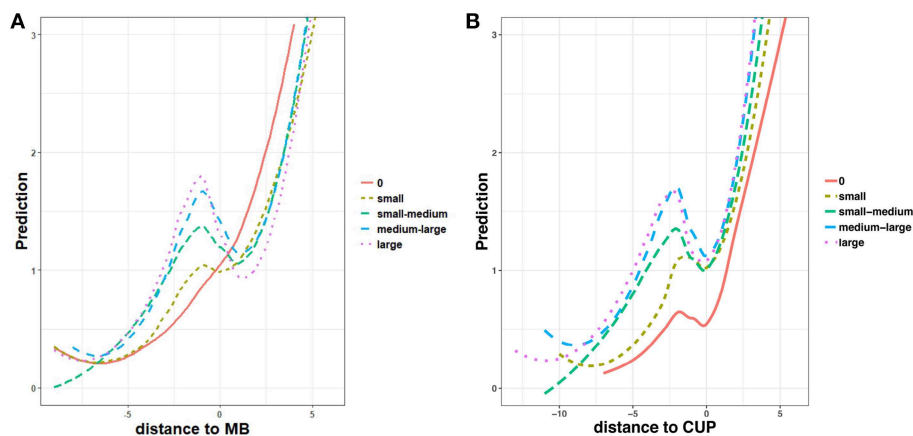 A
Prediction
3
2
1
0
-5
0
5
distance to MB
0
small
small-medium
medium-large
large
B
Prediction
3
2
1
0
−10
−5
0
5
distance to CUP
0
small
small−medium
medium−large
large